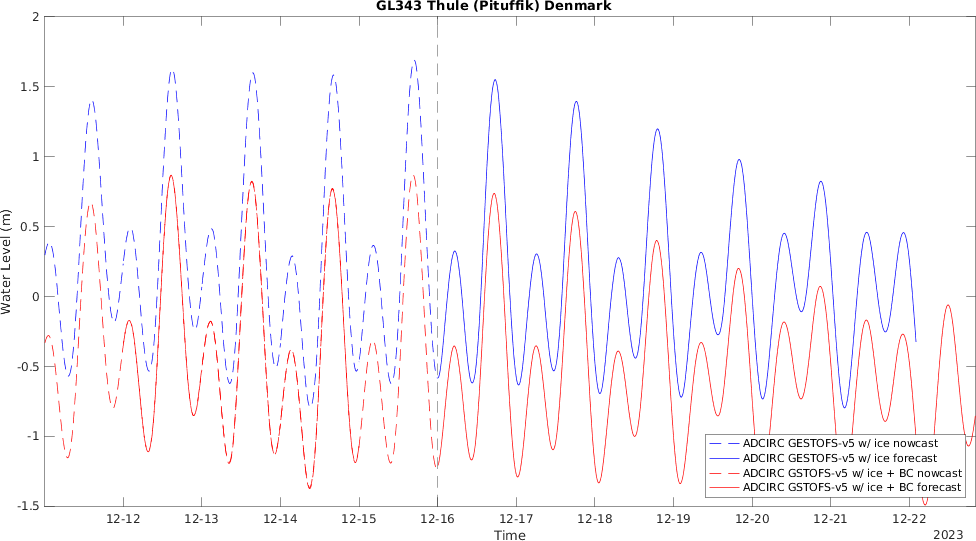 GL343 Thule (Pituffik) Denmark
2
1.5
1
0.5
0
-0.5
-1
-1.5
Water Level (m)
12-12 12-13 12-14 12-15 12-16 12-17 12-18 12-19 12-20 12-21 12-22
Time
2023
ADCIRC GESTOFS-v5 w/ ice nowcast
ADCIRC GESTOFS-v5 w/ ice forecast
ADCIRC GSTOFS-v5 w/ ice + BC nowcast
ADCIRC GSTOFS-v5 w/ ice + BC forecast